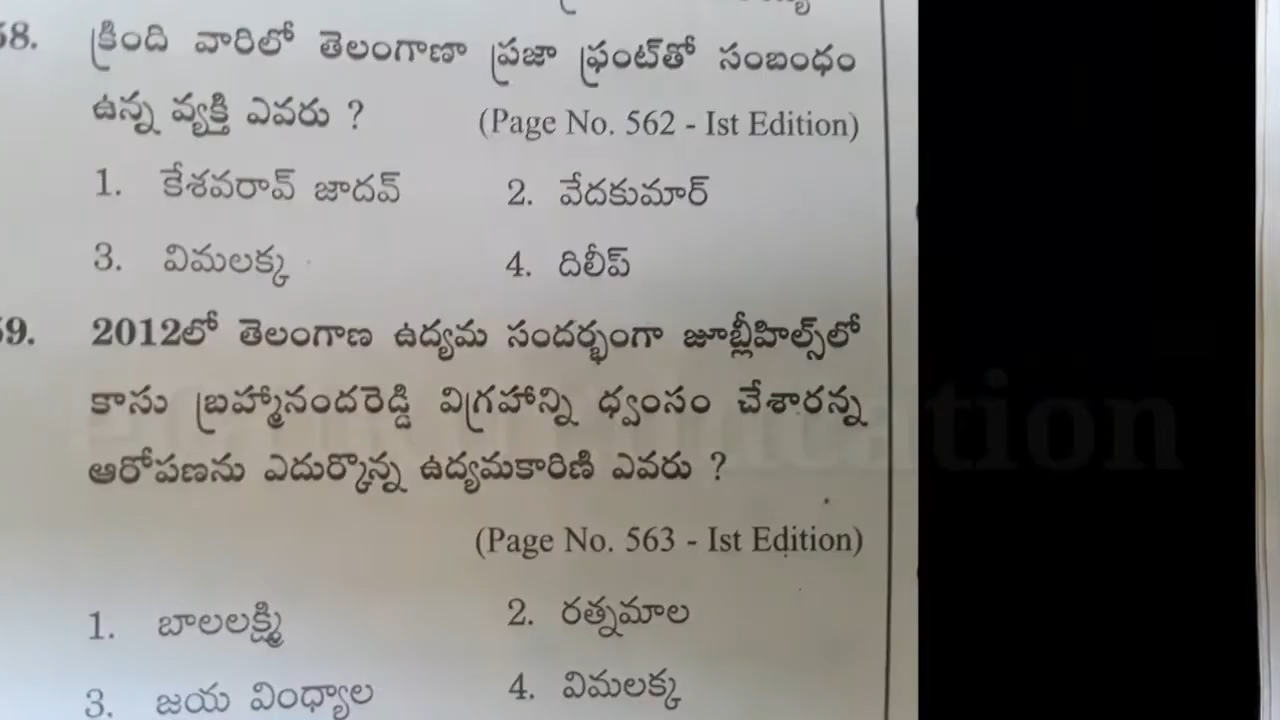 58. క్రింది వారిలో తెలంగాణా ప్రజా ఫ్రంట్‌తో సంబంధం
ఉన్న వ్యక్తి ఎవరు ? (Page No. 562 - Ist Edition)
1. కేశవరావ్ జాదవ్ 2. వేదకుమార్
3. విమలక్క 4. దిలీప్
59. 2012లో తెలంగాణ ఉద్యమ సందర్భంగా జూబ్లీహిల్స్‌లో
కాసు బ్రహ్మానందరెడ్డి విగ్రహాన్ని ధ్వంసం చేశారన్న
ఆరోపణను ఎదుర్కొన్న ఉద్యమకారిణి ఎవరు ?
(Page No. 563 - Ist Edition)
1. బాలలక్ష్మి 2. రత్నమాల
3. జయ వింధ్యాల 4. విమలక్క